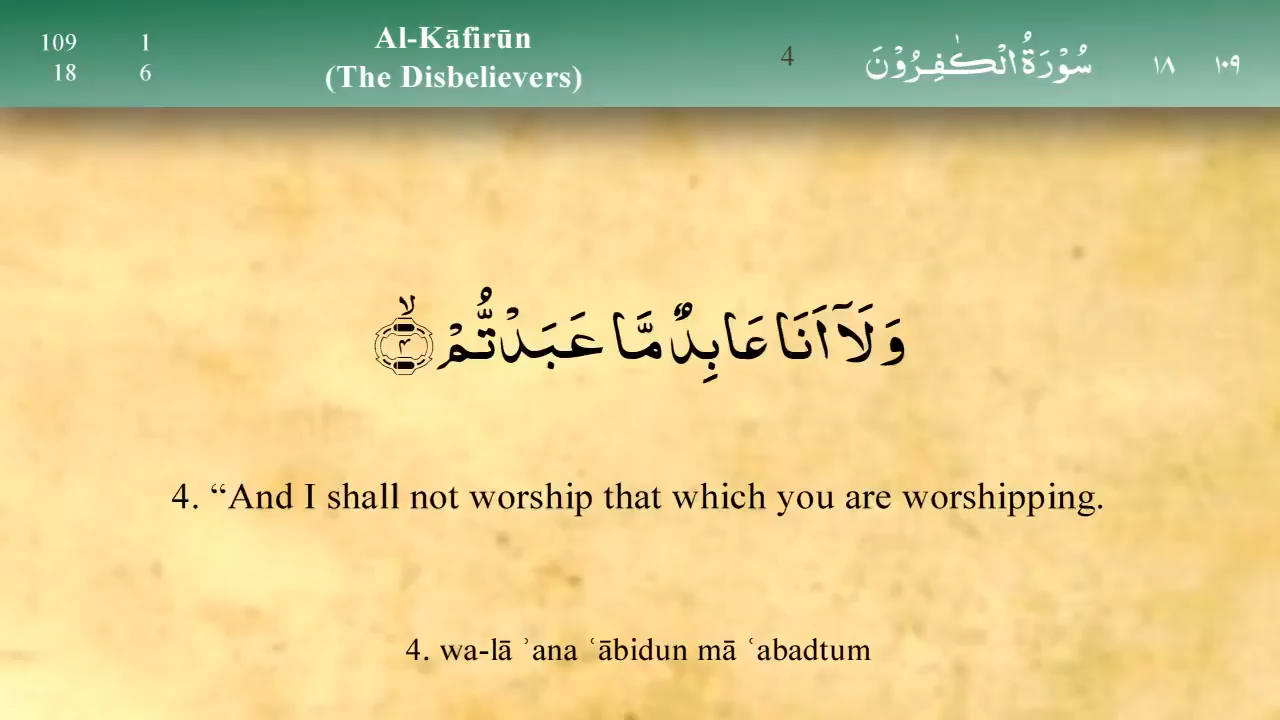 109 1 Al-Kāfirūn
18 6 (The Disbelievers)
4
سُوْرَةُ الْكٰفِرُوْنَ ١٨ ١٠٩
وَلَآ اَنَا عَابِدٌ مَّا عَبَدْتُّمْ ۙ ۴
4. “And I shall not worship that which you are worshipping.
4. wa-lā ʾana ʿābidun mā ʿabadtum